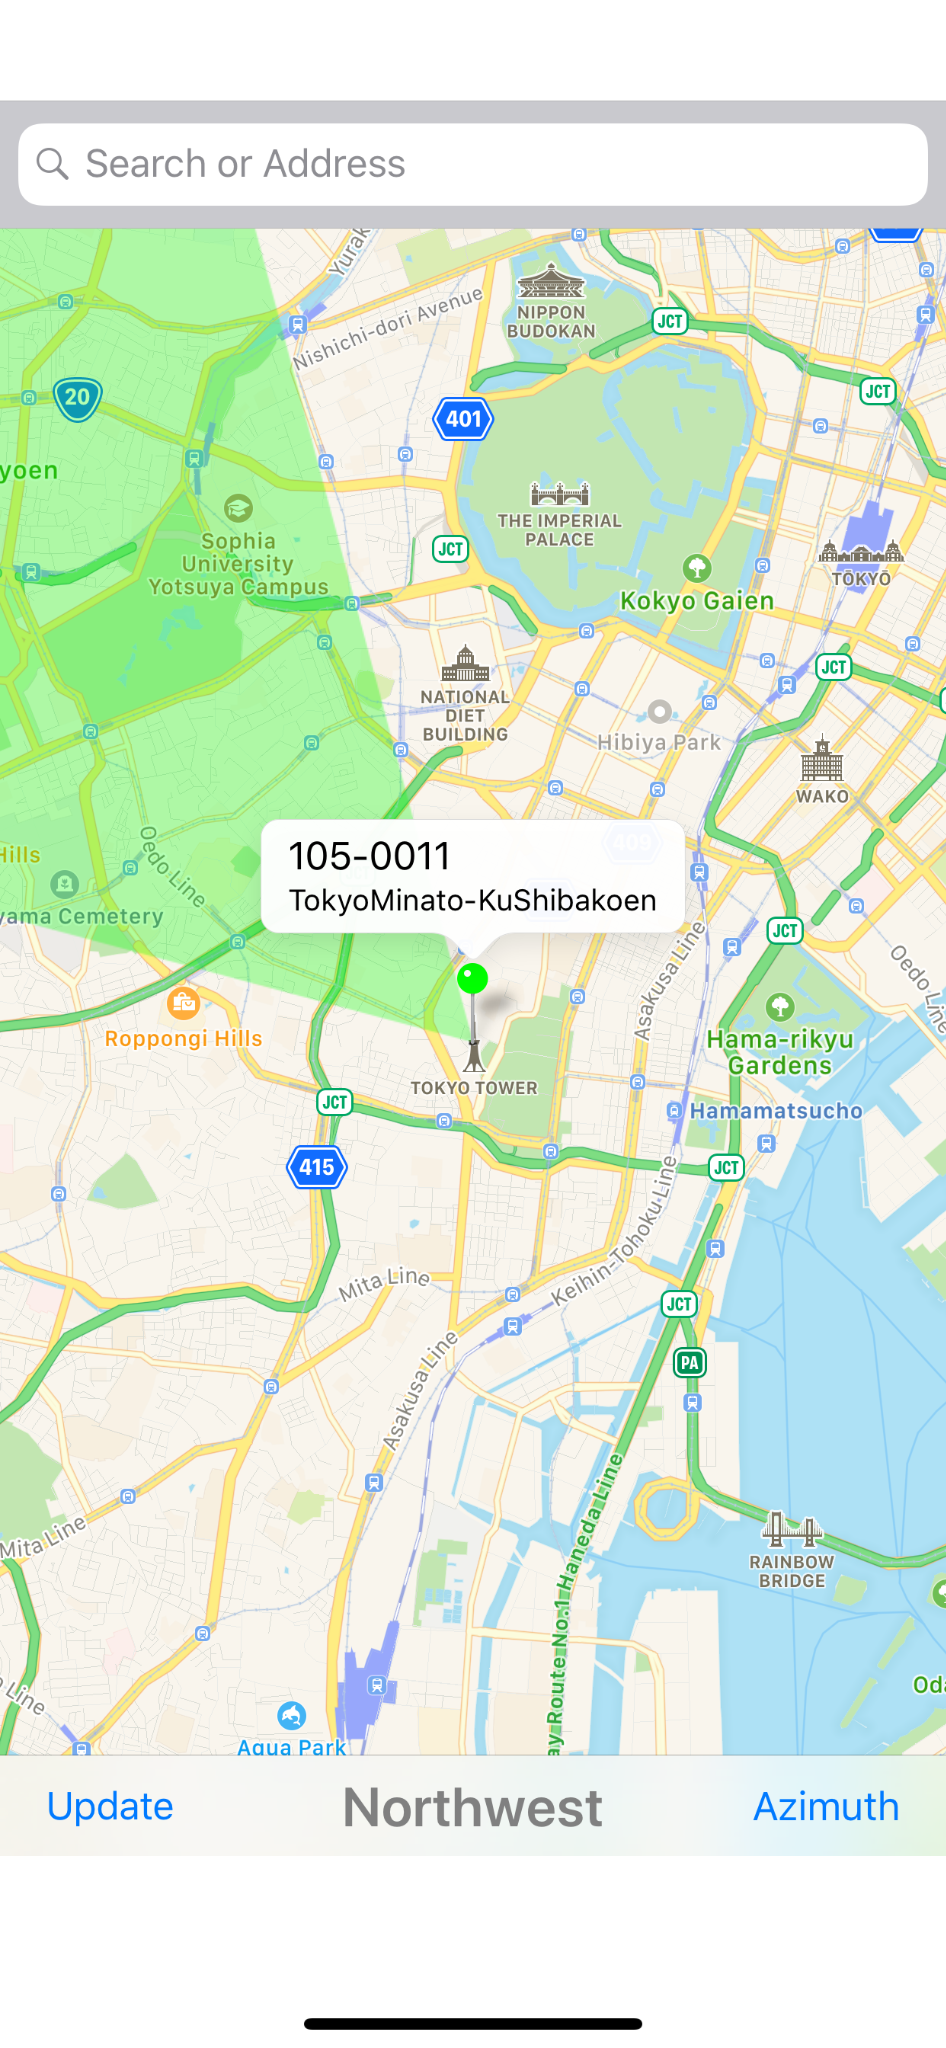 Search or Address
Yurak
Nishichi-dori Avenue
NIPPON
BUDOKAN
JCT
JCT
20
401
yoen
THE IMPERIAL
PALACE
Sophia
University
Yotsuya Campus
JCT
TŌKYŌ
Kokyo Gaien
JCT
NATIONAL
DIET
BUILDING
Hibiya Park
WAKO
409
105-0011
TokyoMinato-KuShibakoen
Hills
Oedo Line
yama Cemetery
JCT
Asakusa Line
Oedo Line
Roppongi Hills
Hama-rikyu
Gardens
TOKYO TOWER
JCT
Hamamatsucho
415
JCT
Mita Line
Keihin-Tohoku Line
JCT
PA
Asakusa Line
Mita Line
ay Route No.1 Haneda Line
RAINBOW
BRIDGE
o Line
Oda
Aqua Park
Update
Northwest
Azimuth